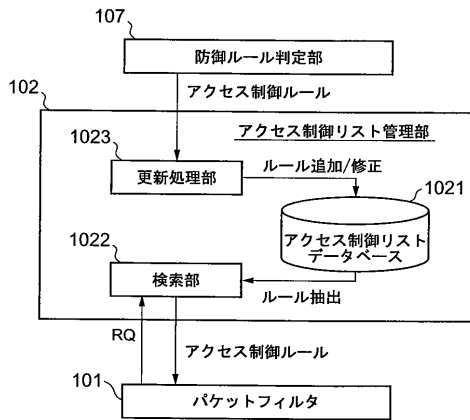 107
防御ルール判定部
102
アクセス制御ルール
アクセス制御リスト管理部
1023
更新処理部
ルール追加/修正
1021
アクセス制御リスト
データベース
1022
検索部
ルール抽出
RQ
アクセス制御ルール
101
パケットフィルタ